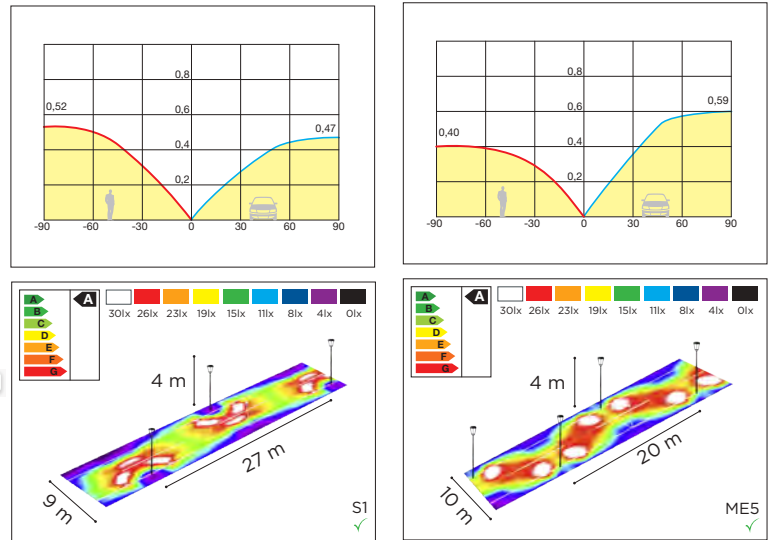 0,8
0,52
0,6
0,47
0,4
0,2
-90 -60 -30 0 30 60 90
0,8
0,59
0,6
0,40
0,4
0,2
-90 -60 -30 0 30 60 90
A
A
B
C
D
E
F
G
30lx 26lx 23lx 19lx 15lx 11lx 8lx 4lx 0lx
4 m
27 m
9 m
S1
A
A
B
C
D
E
F
G
30lx 26lx 23lx 19lx 15lx 11lx 8lx 4lx 0lx
4 m
20 m
10 m
ME5